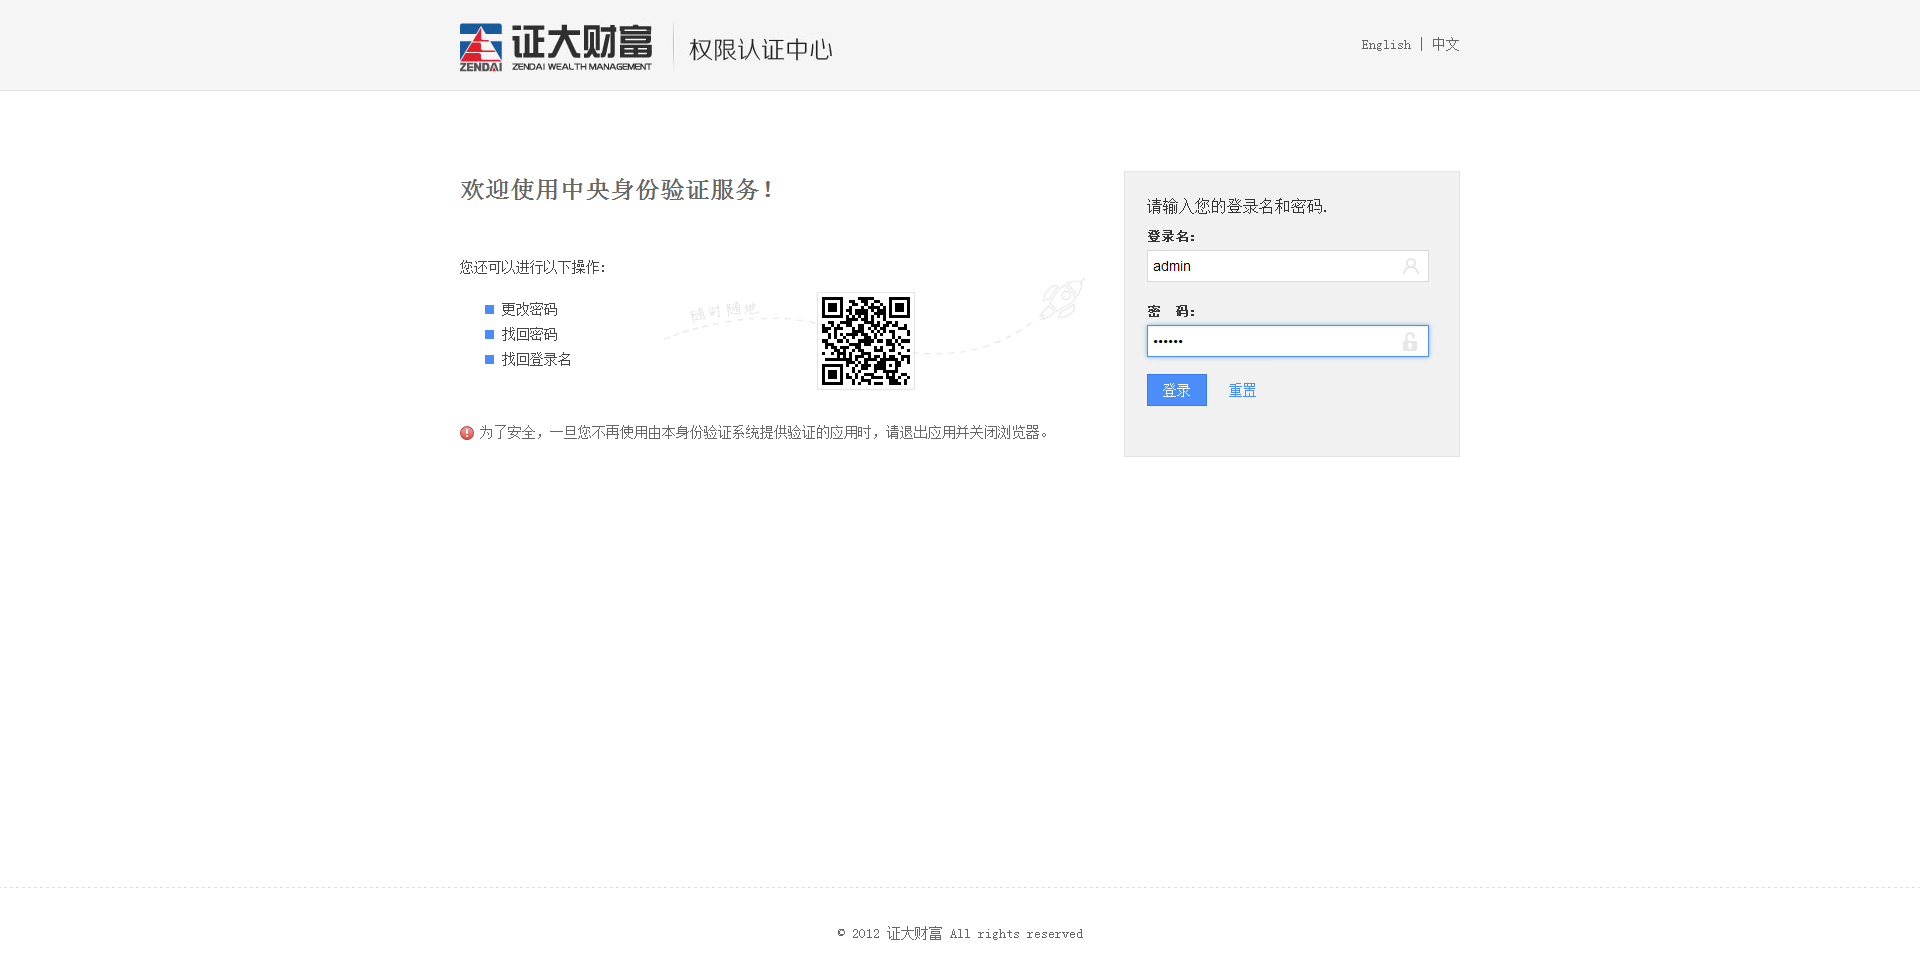 证大财富
ZENDAI
ZENDAI WEALTH MANAGEMENT
权限认证中心
English | 中文
欢迎使用中央身份验证服务！
您还可以进行以下操作:
更改密码
找回密码
找回登录名
随时随地
为了安全，一旦您不再使用由本身份验证系统提供验证的应用时，请退出应用并关闭浏览器。
请输入您的登录名和密码.
登录名:
admin
密 码:
••••••
登录 重置
© 2012 证大财富 All rights reserved